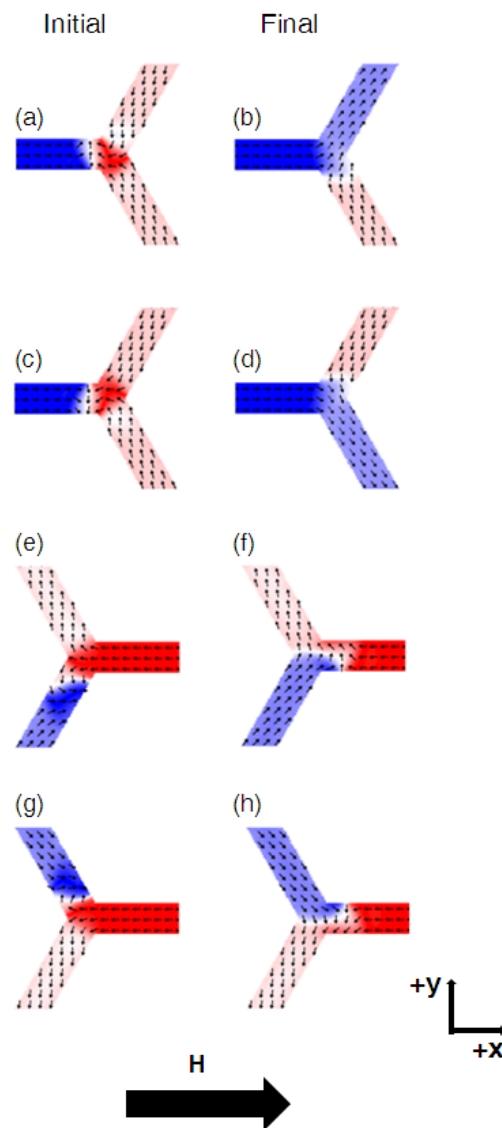 Initial Final
(a) (b)
(c) (d)
(e) (f)
(g) (h)
+y
+x
H